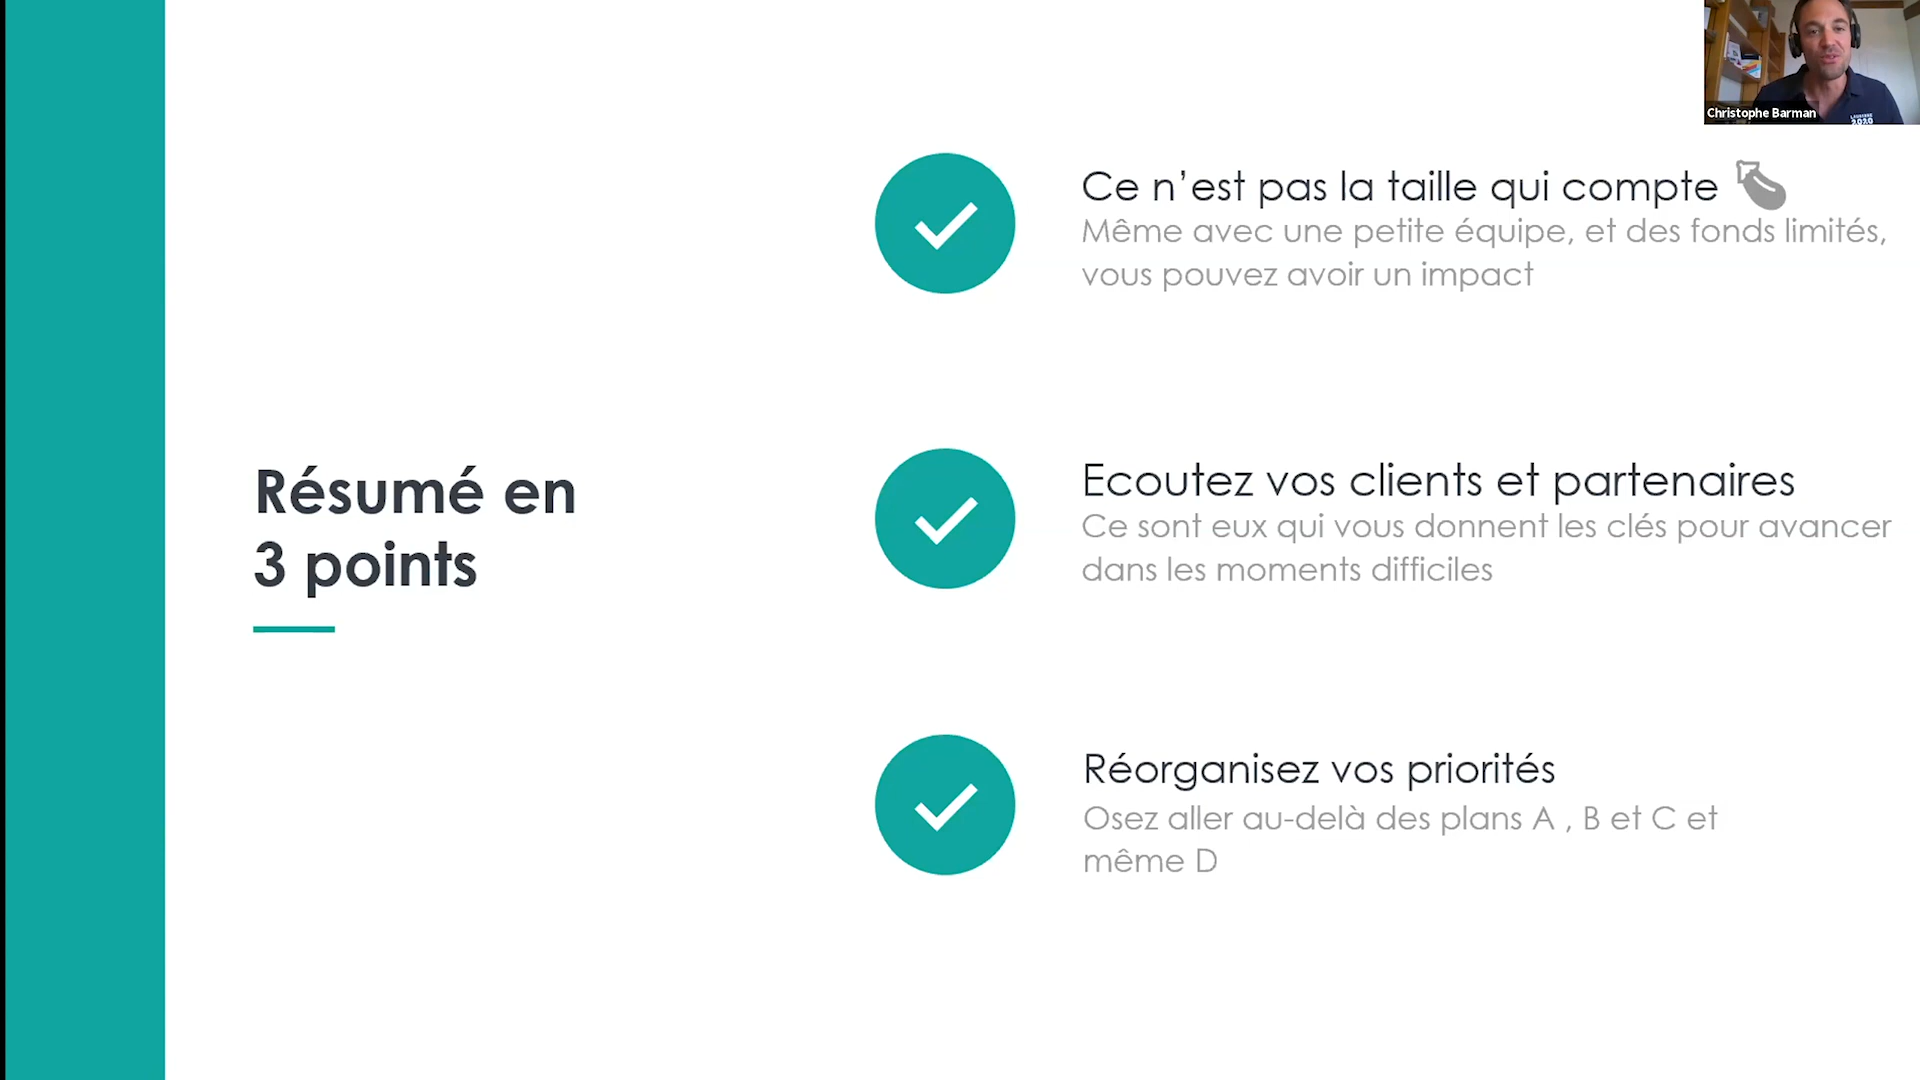 Christophe Barman
LAUSANNE
2020
Ce n’est pas la taille qui compte
Même avec une petite équipe, et des fonds limités,
vous pouvez avoir un impact
Résumé en
3 points
Ecoutez vos clients et partenaires
Ce sont eux qui vous donnent les clés pour avancer
dans les moments difficiles
Réorganisez vos priorités
Osez aller au-delà des plans A , B et C et
même D